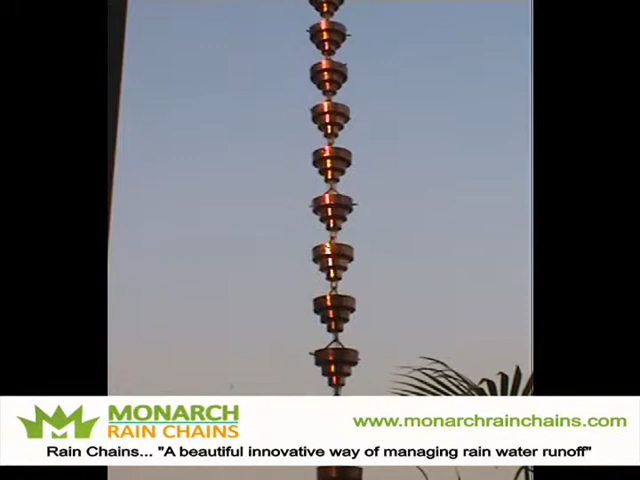 MONARCH
RAIN CHAINS
www.monarchrainchains.com
Rain Chains... "A beautiful innovative way of managing rain water runoff"